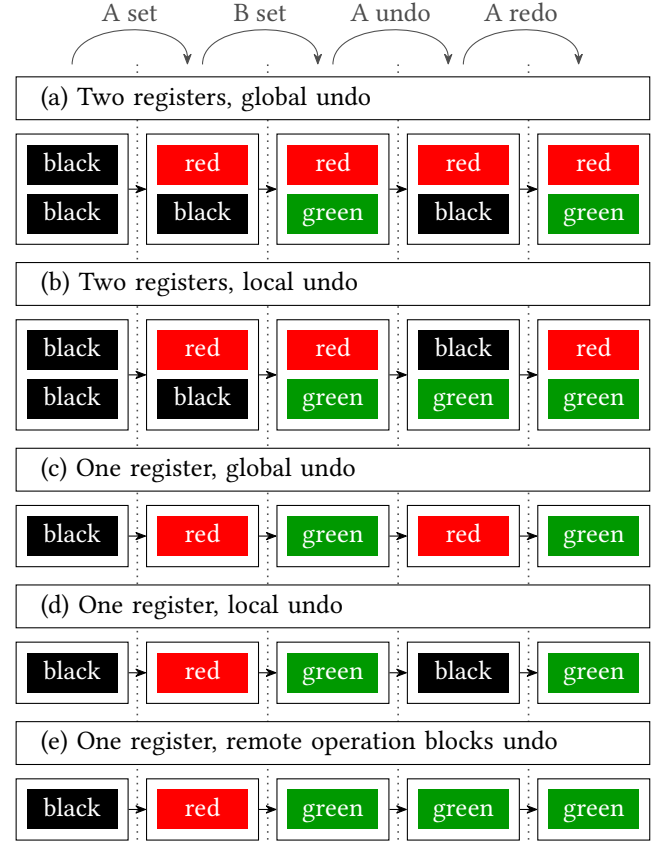 A set B set A undo A redo
(a) Two registers, global undo
black red red red red
black black green black green
(b) Two registers, local undo
black red red black red
black black green green green
(c) One register, global undo
black red green red green
(d) One register, local undo
black red green black green
(e) One register, remote operation blocks undo
black red green green green